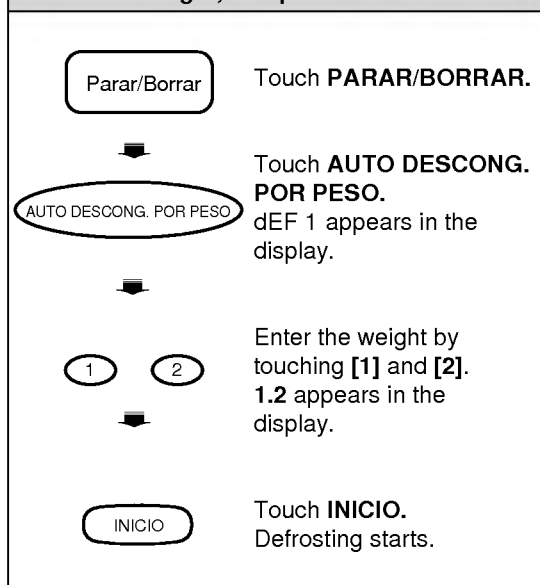 Parar/Borrar
Touch PARAR/BORRAR.
AUTO DESCONG. POR PESO
Touch AUTO DESCONG.
POR PESO.
dEF 1 appears in the
display.
1
2
Enter the weight by
touching [1] and [2].
1.2 appears in the
display.
INICIO
Touch INICIO.
Defrosting starts.